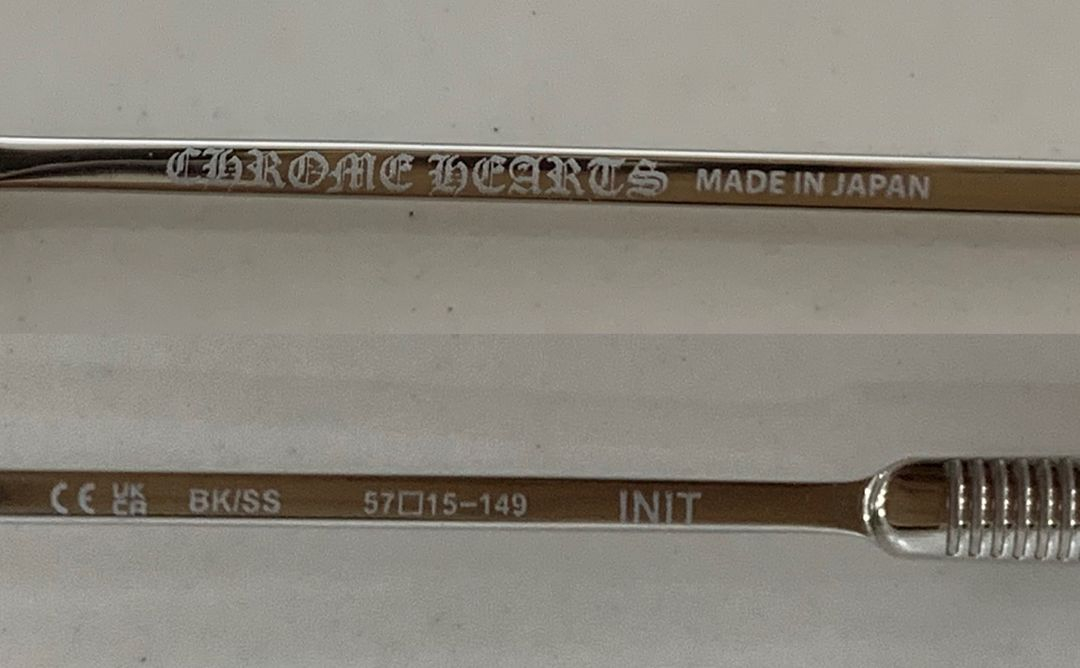 CHROME HEARTS MADE IN JAPAN
CE UK CA BK/SS 57□15-149 INIT